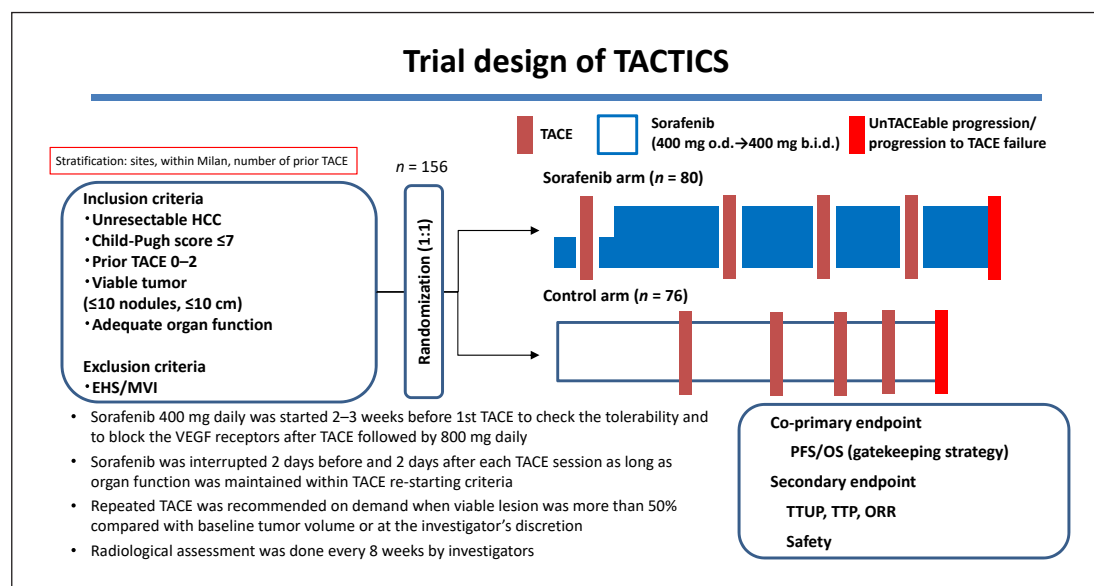 Trial design of TACTICS
TACE
Sorafenib
(400 mg o.d.→400 mg b.i.d.)
UnTACEable progression/
progression to TACE failure
Stratification: sites, within Milan, number of prior TACE
n = 156
Inclusion criteria
・Unresectable HCC
・Child-Pugh score ≤7
・Prior TACE 0–2
・Viable tumor
(≤10 nodules, ≤10 cm)
・Adequate organ function
Exclusion criteria
・EHS/MVI
Randomization (1:1)
Sorafenib arm (n = 80)
Control arm (n = 76)
• Sorafenib 400 mg daily was started 2–3 weeks before 1st TACE to check the tolerability and
to block the VEGF receptors after TACE followed by 800 mg daily
• Sorafenib was interrupted 2 days before and 2 days after each TACE session as long as
organ function was maintained within TACE re-starting criteria
• Repeated TACE was recommended on demand when viable lesion was more than 50%
compared with baseline tumor volume or at the investigator’s discretion
• Radiological assessment was done every 8 weeks by investigators
Co-primary endpoint
PFS/OS (gatekeeping strategy)
Secondary endpoint
TTUP, TTP, ORR
Safety